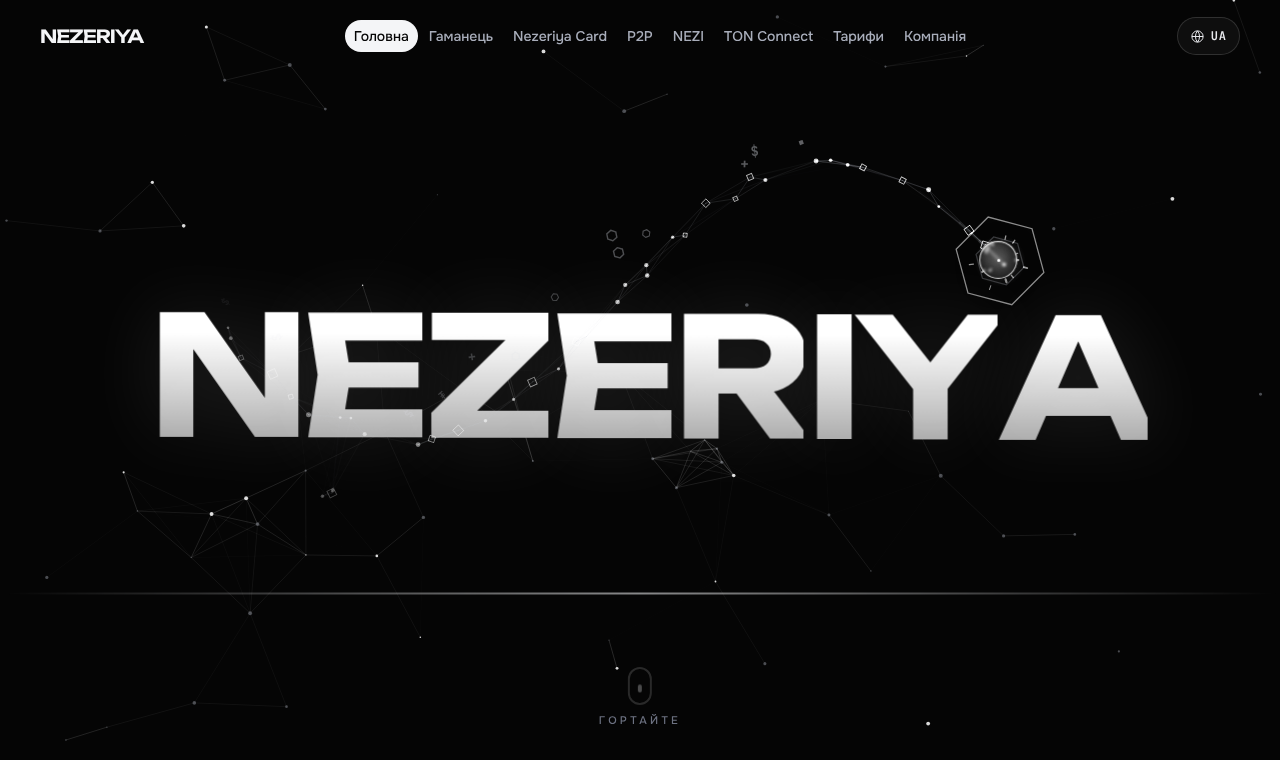 NEZERIYA
Головна Гаманець Nezeriya Card P2P NEZI TON Connect Тарифи Компанія
UA
$
NEZERIYA
ГОРТАЙТЕ